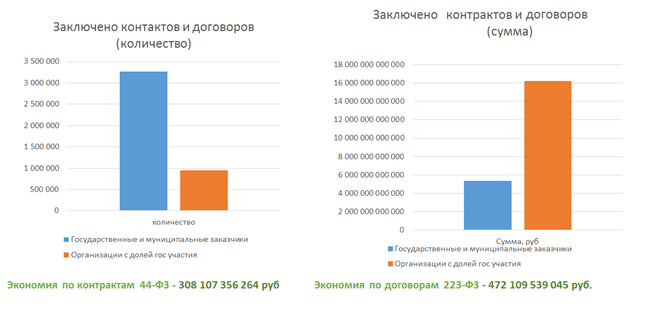 Заключено контактов и договоров
(количество)
3 500 000
3 000 000
2 500 000
2 000 000
1 500 000
1 000 000
500 000
0
количество
Государственные и муниципальные заказчики
Организации с долей гос участия
Экономия по контрактам 44-ФЗ - 308 107 356 264 руб
Заключено контрактов и договоров
(сумма)
18 000 000 000 000
16 000 000 000 000
14 000 000 000 000
12 000 000 000 000
10 000 000 000 000
8 000 000 000 000
6 000 000 000 000
4 000 000 000 000
2 000 000 000 000
0
Сумма, руб
Государственные и муниципальные заказчики
Организации с долей гос участия
Экономия по договорам 223-ФЗ - 472 109 539 045 руб.